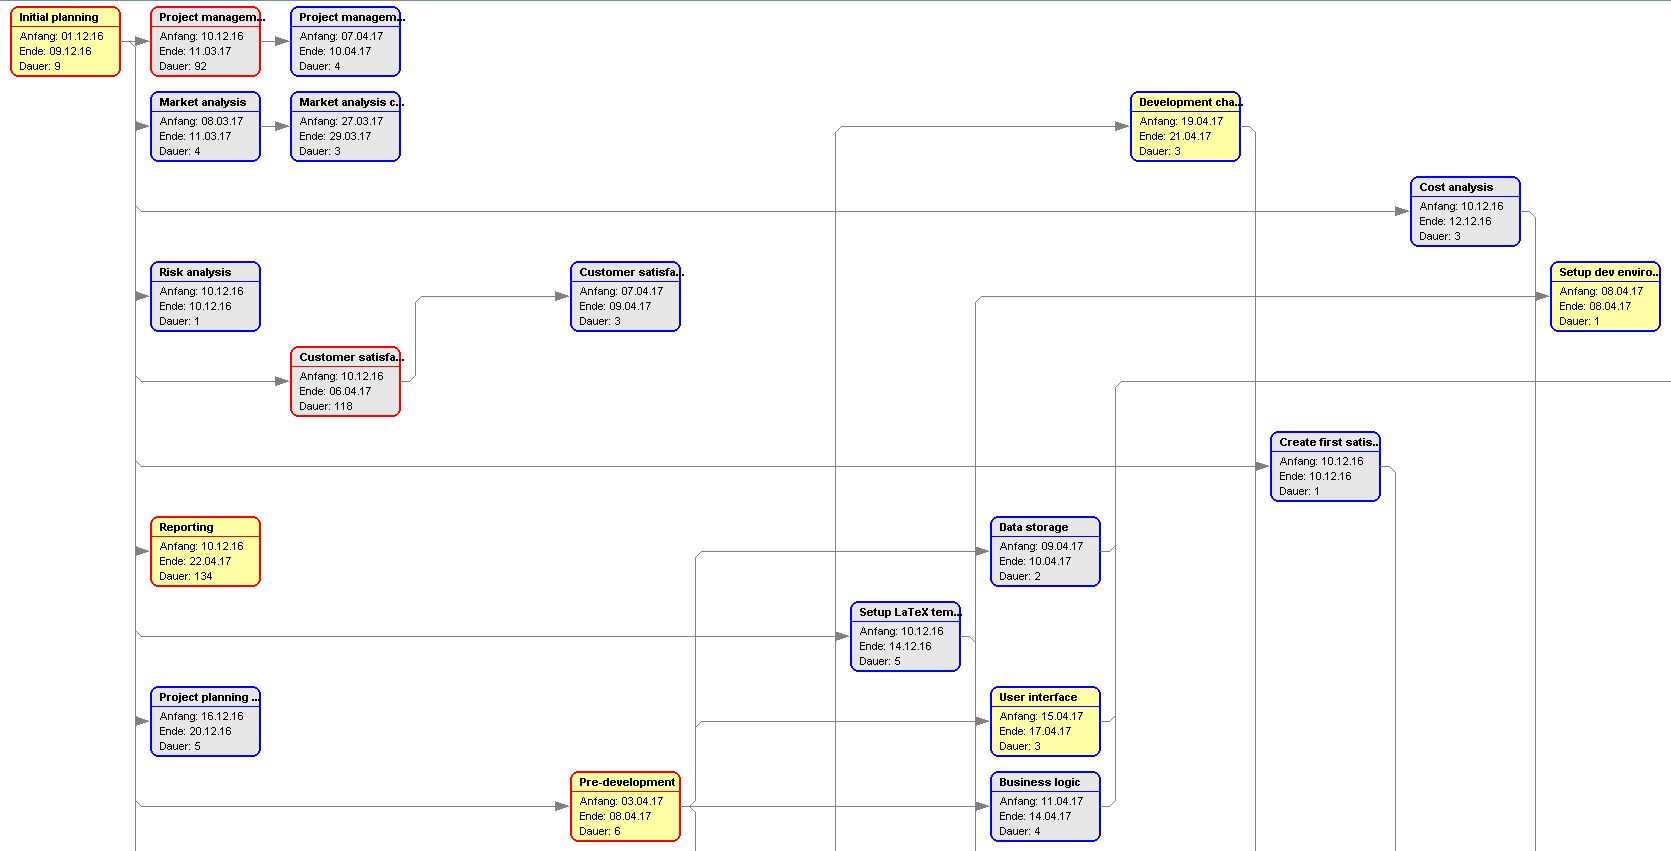 Initial planning
Anfang: 01.12.16
Ende: 09.12.16
Dauer: 9
Project managem...
Anfang: 10.12.16
Ende: 11.03.17
Dauer: 92
Project managem...
Anfang: 07.04.17
Ende: 10.04.17
Dauer: 4
Market analysis
Anfang: 08.03.17
Ende: 11.03.17
Dauer: 4
Market analysis c...
Anfang: 27.03.17
Ende: 29.03.17
Dauer: 3
Development cha...
Anfang: 19.04.17
Ende: 21.04.17
Dauer: 3
Cost analysis
Anfang: 10.12.16
Ende: 12.12.16
Dauer: 3
Risk analysis
Anfang: 10.12.16
Ende: 10.12.16
Dauer: 1
Customer satisfa...
Anfang: 07.04.17
Ende: 09.04.17
Dauer: 3
Setup dev enviro...
Anfang: 08.04.17
Ende: 08.04.17
Dauer: 1
Customer satisfa...
Anfang: 10.12.16
Ende: 06.04.17
Dauer: 118
Create first satis...
Anfang: 10.12.16
Ende: 10.12.16
Dauer: 1
Reporting
Anfang: 10.12.16
Ende: 22.04.17
Dauer: 134
Data storage
Anfang: 09.04.17
Ende: 10.04.17
Dauer: 2
Setup LaTeX tem...
Anfang: 10.12.16
Ende: 14.12.16
Dauer: 5
Project planning ...
Anfang: 16.12.16
Ende: 20.12.16
Dauer: 5
User interface
Anfang: 15.04.17
Ende: 17.04.17
Dauer: 3
Pre-development
Anfang: 03.04.17
Ende: 08.04.17
Dauer: 6
Business logic
Anfang: 11.04.17
Ende: 14.04.17
Dauer: 4